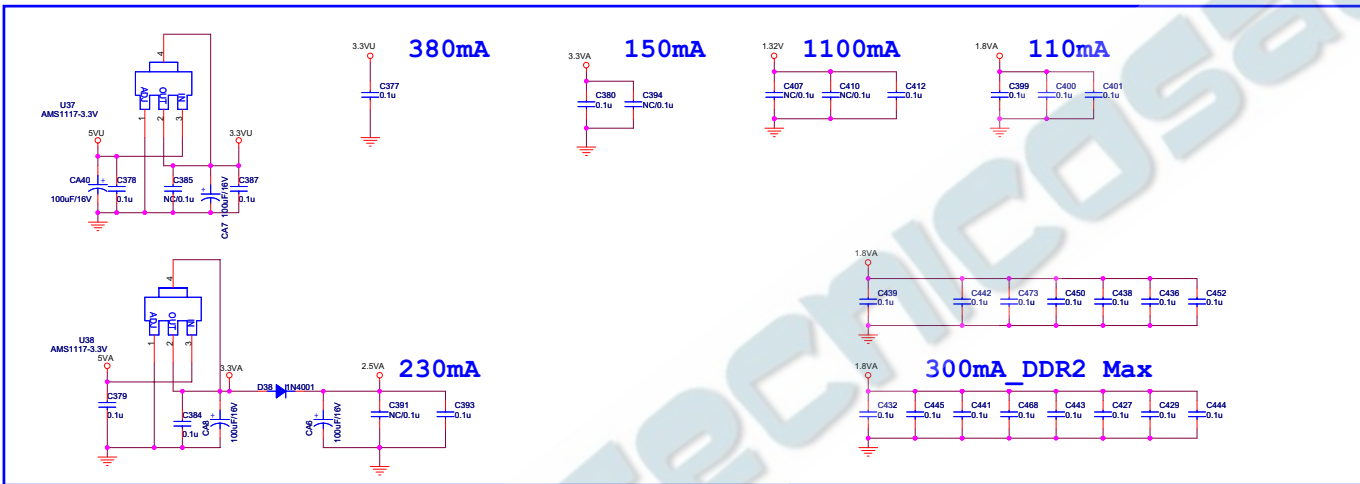 3.3VU
380mA
C377
0.1u
3.3VA
150mA
C380
0.1u
C394
NC/0.1u
1.32V
1100mA
C407
NC/0.1u
C410
NC/0.1u
C412
0.1u
1.8VA
110mA
C399
0.1u
C400
0.1u
C401
0.1u
4
ADJ
OUT
IN
U37
AMS1117-3.3V
1
2
3
5VU
3.3VU
CA40
+
100uF/16V
C378
0.1u
C385
NC/0.1u
+
100uF/16V
CA7
C387
0.1u
4
ADJ
OUT
IN
U38
AMS1117-3.3V
1
2
3
5VA
C379
0.1u
3.3VA
C384
0.1u
CA8
+
100uF/16V
D38
1N4001
2.5VA
230mA
CA6
+
100uF/16V
C391
NC/0.1u
C393
0.1u
1.8VA
C439
0.1u
C442
0.1u
C473
0.1u
C450
0.1u
C438
0.1u
C436
0.1u
C452
0.1u
1.8VA
300mA_DDR2 Max
C432
0.1u
C445
0.1u
C441
0.1u
C468
0.1u
C443
0.1u
C427
0.1u
C429
0.1u
C444
0.1u
tecnicosa